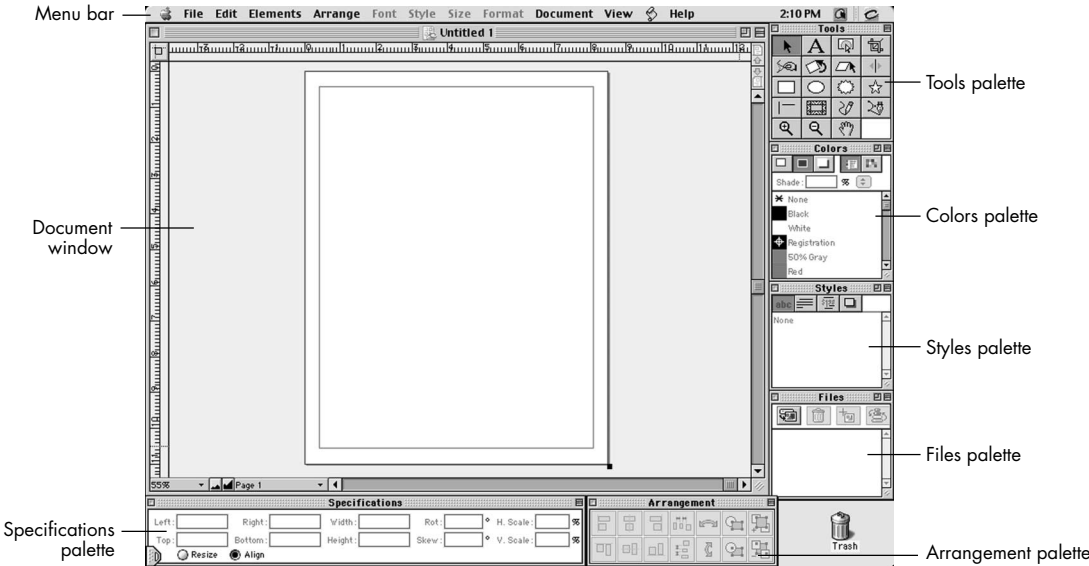 Menu bar
File Edit Elements Arrange Font Style Size Format Document View Help 2:10 PM
Untitled 1
Tools
Tools palette
Colors
Shade: %
None
Black
White
Registration
50% Gray
Red
Colors palette
Document
window
Styles
abc
None
Styles palette
Files
Files palette
55% Page 1
Specifications
Left: Right: Width: Rot: ° H. Scale: %
Top: Bottom: Height: Skew: ° V. Scale: %
Resize Align
Specifications
palette
Arrangement
Trash
Arrangement palette